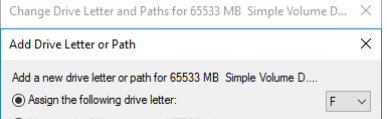 Change Drive Letter and Paths for 65533 MB  Simple Volume D...
Add Drive Letter or Path
Add a new drive letter or path for 65533 MB  Simple Volume D....
Assign the following drive letter:
F